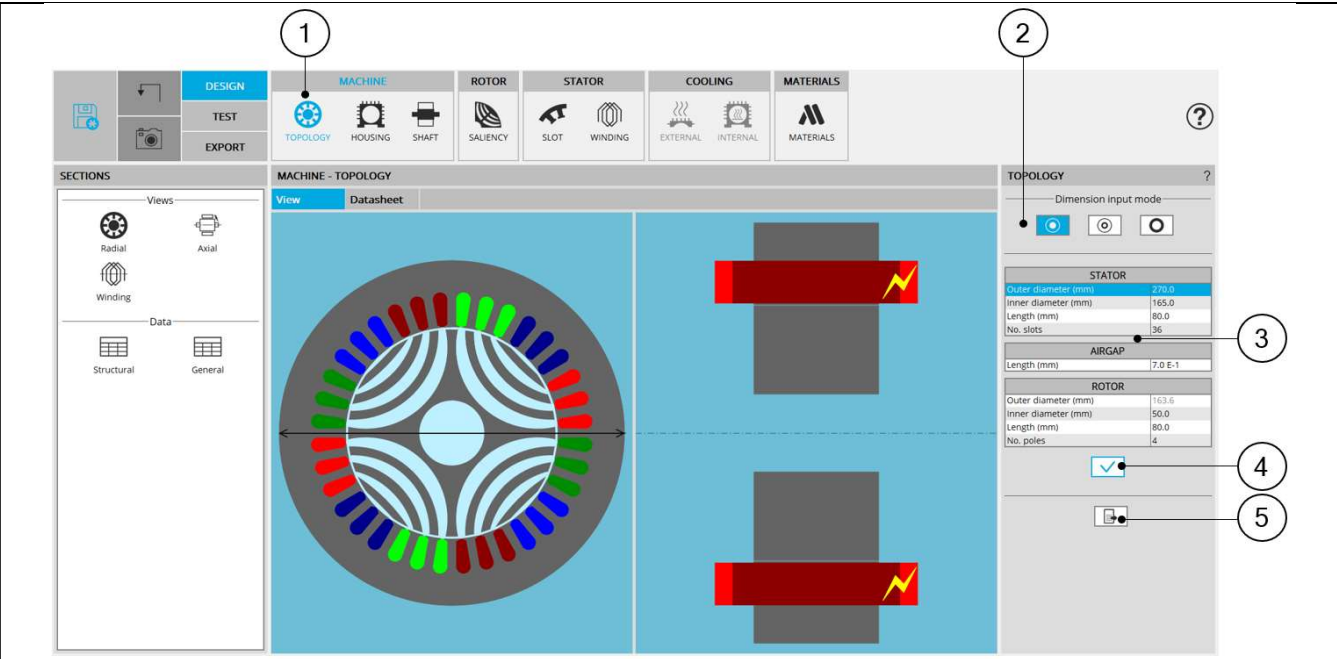 1
2
DESIGN
TEST
EXPORT
MACHINE
ROTOR
STATOR
COOLING
MATERIALS
TOPOLOGY
HOUSING
SHAFT
SALIENCY
SLOT
WINDING
EXTERNAL
INTERNAL
MATERIALS
?
SECTIONS
Views
Radial
Axial
Winding
Data
Structural
General
MACHINE - TOPOLOGY
View
Datasheet
TOPOLOGY ?
Dimension input mode
STATOR
Outer diameter (mm) 270.0
Inner diameter (mm) 165.0
Length (mm) 80.0
No. slots 36
3
AIRGAP
Length (mm) 7.0 E-1
ROTOR
Outer diameter (mm) 163.6
Inner diameter (mm) 50.0
Length (mm) 80.0
No. poles 4
4
5